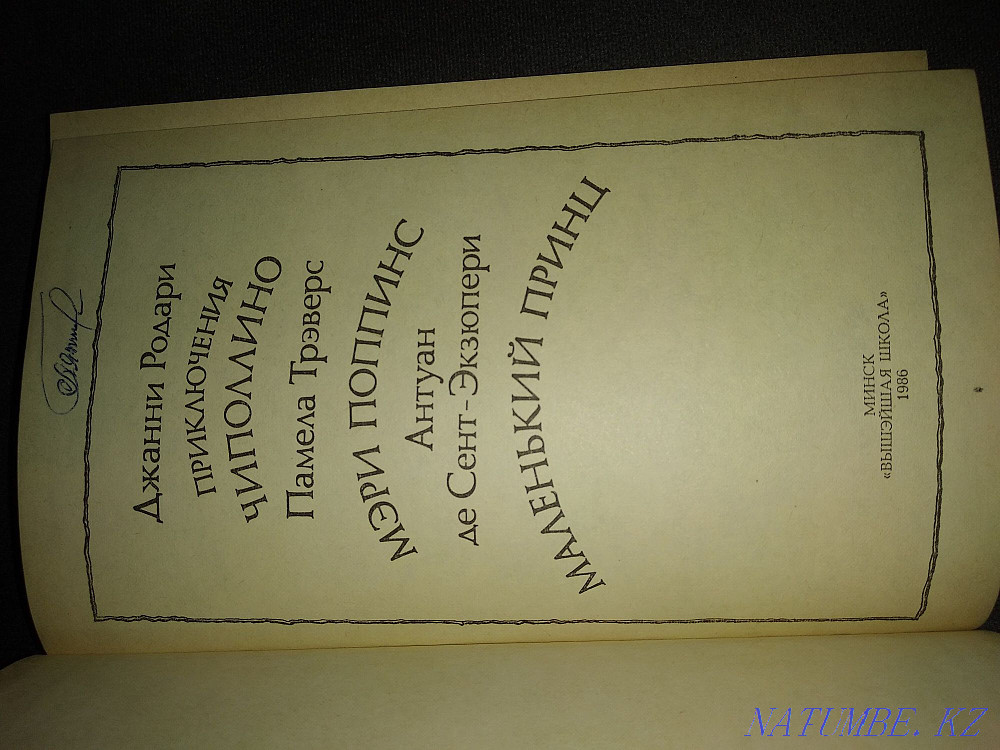 Джанни Родари
ПРИКЛЮЧЕНИЯ
ЧИПОЛЛИНО
Памела Трэверс
МЭРИ ПОППИНС
Антуан
де Сент-Экзюпери
МАЛЕНЬКИЙ ПРИНЦ
МИНСК
«ВЫШЭЙШАЯ ШКОЛА»
1986
NATUMBE.KZ